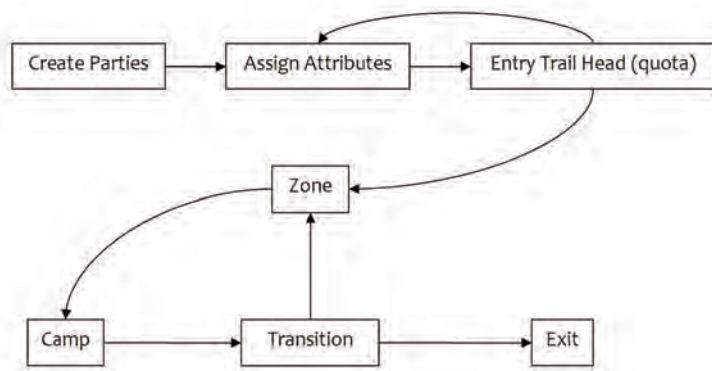 Create Parties
Assign Attributes
Entry Trail Head (quota)
Zone
Camp
Transition
Exit